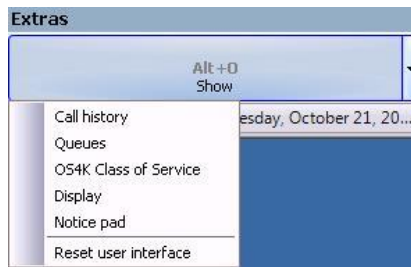 Extras
Alt+O
Show
Call history
esday, October 21, 20...
Queues
OS4K Class of Service
Display
Notice pad
Reset user interface